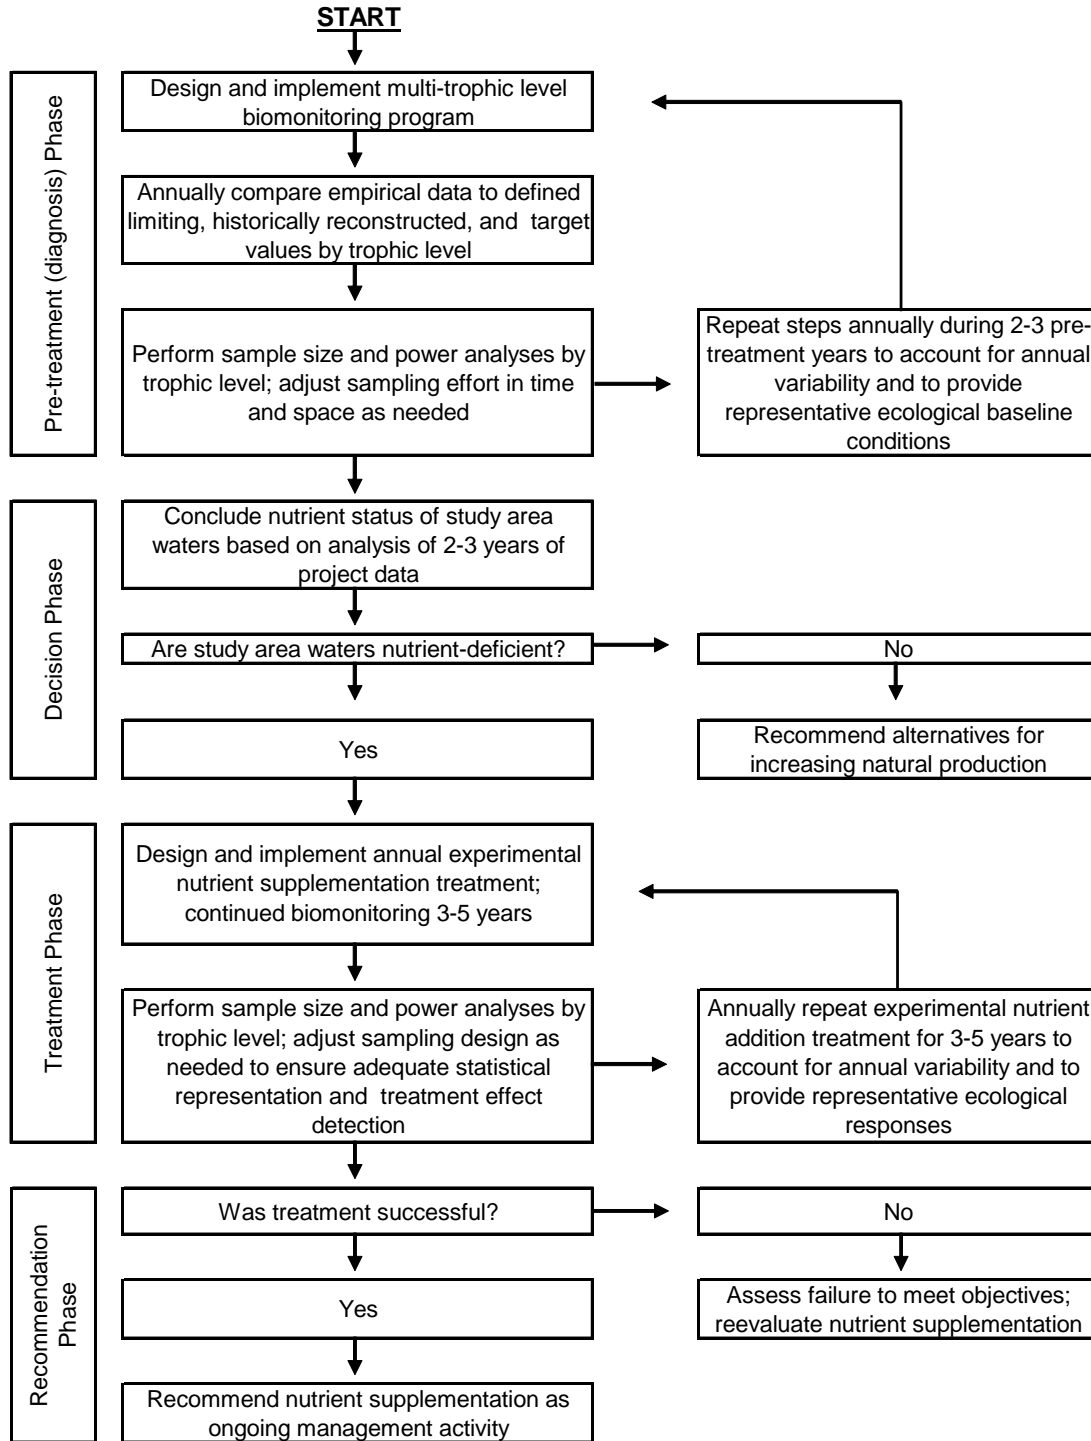 START
Pre-treatment (diagnosis) Phase
Design and implement multi-trophic level
biomonitoring program
Annually compare empirical data to defined
limiting, historically reconstructed, and target
values by trophic level
Perform sample size and power analyses by
trophic level; adjust sampling effort in time
and space as needed
Repeat steps annually during 2-3 pre-
treatment years to account for annual
variability and to provide
representative ecological baseline
conditions
Decision Phase
Conclude nutrient status of study area
waters based on analysis of 2-3 years of
project data
Are study area waters nutrient-deficient?
No
Yes
Recommend alternatives for
increasing natural production
Treatment Phase
Design and implement annual experimental
nutrient supplementation treatment;
continued biomonitoring 3-5 years
Perform sample size and power analyses by
trophic level; adjust sampling design as
needed to ensure adequate statistical
representation and treatment effect
detection
Annually repeat experimental nutrient
addition treatment for 3-5 years to
account for annual variability and to
provide representative ecological
responses
Recommendation
Phase
Was treatment successful?
No
Yes
Assess failure to meet objectives;
reevaluate nutrient supplementation
Recommend nutrient supplementation as
ongoing management activity